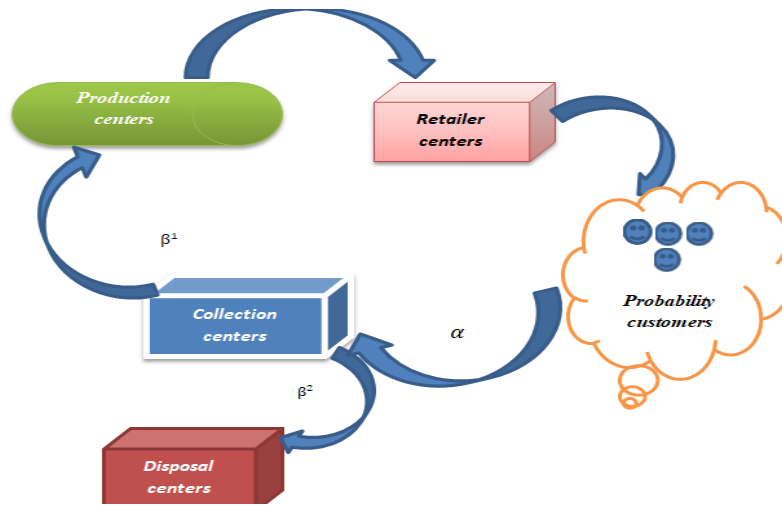 Production
centers
Retailer
centers
β¹
Probability
customers
Collection
centers
α
β²
Disposal
centers